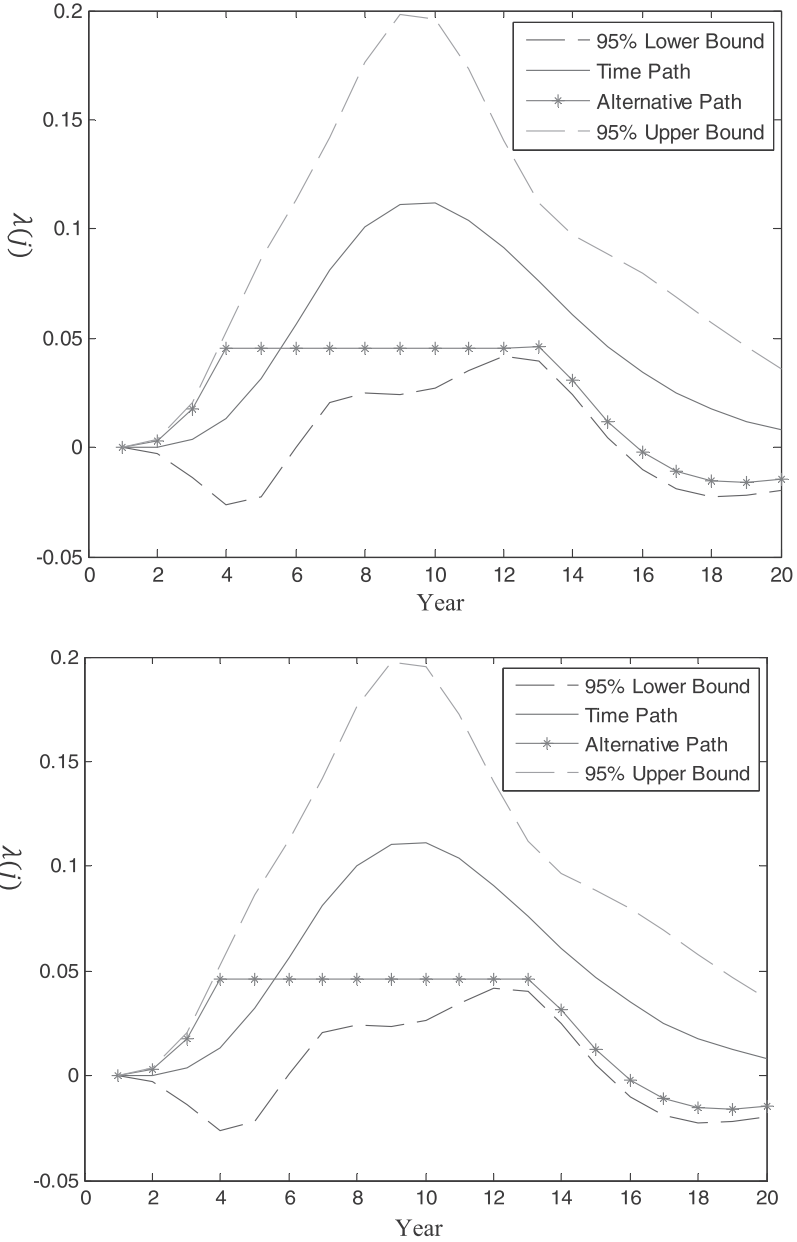 0.2
0.15
0.1
0.05
0
-0.05
λ(j)
95% Lower Bound
Time Path
Alternative Path
95% Upper Bound
0 2 4 6 8 10 12 14 16 18 20
Year
0.2
0.15
0.1
0.05
0
-0.05
λ(j)
95% Lower Bound
Time Path
Alternative Path
95% Upper Bound
0 2 4 6 8 10 12 14 16 18 20
Year